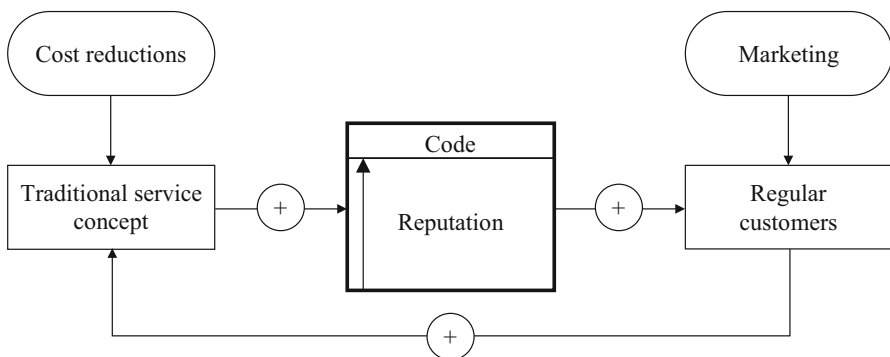 Cost reductions
Marketing
Code
Traditional service
concept
+
Reputation
+
Regular
customers
+